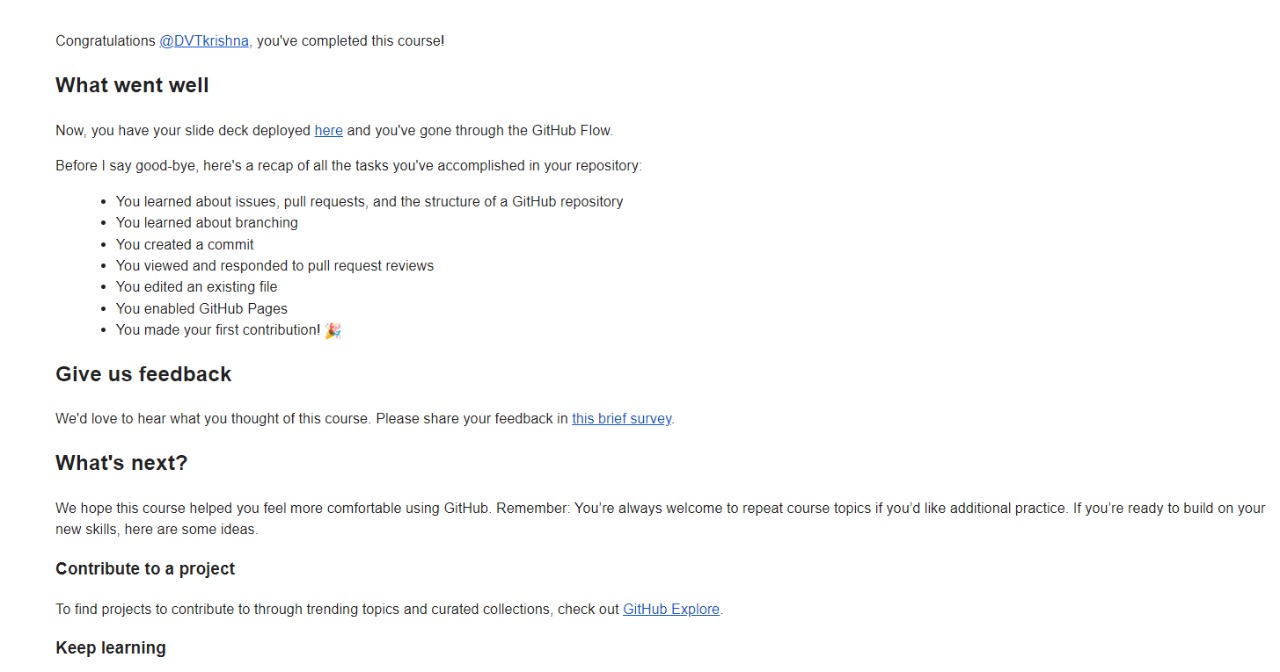 Congratulations @DVTkrishna, you've completed this course!
What went well
Now, you have your slide deck deployed here and you've gone through the GitHub Flow.
Before I say good-bye, here's a recap of all the tasks you've accomplished in your repository:
• You learned about issues, pull requests, and the structure of a GitHub repository
• You learned about branching
• You created a commit
• You viewed and responded to pull request reviews
• You edited an existing file
• You enabled GitHub Pages
• You made your first contribution! 🎉
Give us feedback
We'd love to hear what you thought of this course. Please share your feedback in this brief survey.
What's next?
We hope this course helped you feel more comfortable using GitHub. Remember: You’re always welcome to repeat course topics if you’d like additional practice. If you’re ready to build on your
new skills, here are some ideas.
Contribute to a project
To find projects to contribute to through trending topics and curated collections, check out GitHub Explore.
Keep learning